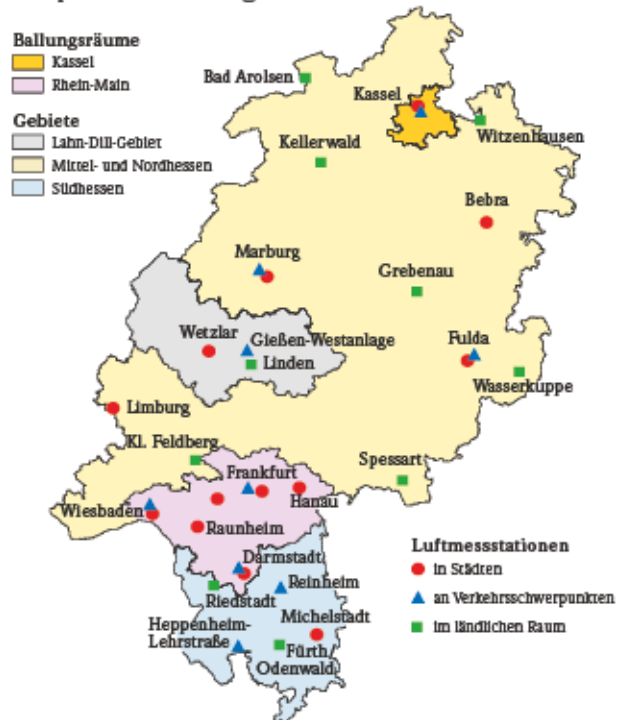 Ballungsräume
Kassel
Rhein-Main
Gebiete
Lahn-Dill-Gebiet
Mittel- und Nordhessen
Südhessen
Bad Arolsen
Kassel
Witzenhausen
Kellerwald
Bebra
Marburg
Grebenau
Wetzlar
Gießen-Westanlage
Linden
Fulda
Wasserkuppe
Limburg
Kl. Feldberg
Spessart
Frankfurt
Hanau
Wiesbaden
Raunheim
Darmstadt
Reinheim
Riedstadt
Michelstadt
Heppenheim-
Lehrstraße
Fürth/
Odenwald
Luftmessstationen
in Städten
an Verkehrsschwerpunkten
im ländlichen Raum